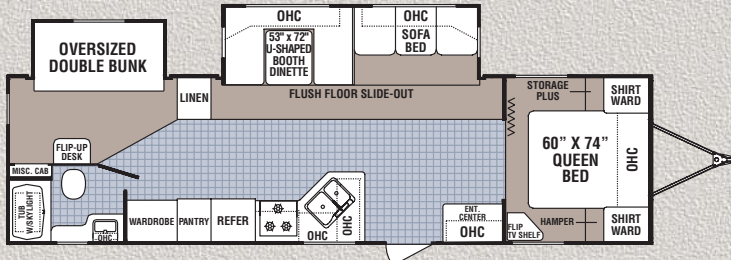 OVERSIZED
DOUBLE BUNK
OHC
53" x 72"
U-SHAPED
BOOTH
DINETTE
OHC
SOFA
BED
LINEN
FLUSH FLOOR SLIDE-OUT
STORAGE
PLUS
SHIRT
WARD
60” X 74”
QUEEN
BED
OHC
FLIP-UP
DESK
MISC. CAB
TUB
W/SKYLIGHT
OHC
WARDROBE
PANTRY
REFER
OHC
OHC
ENT.
CENTER
OHC
FLIP
TV SHELF
HAMPER
SHIRT
WARD